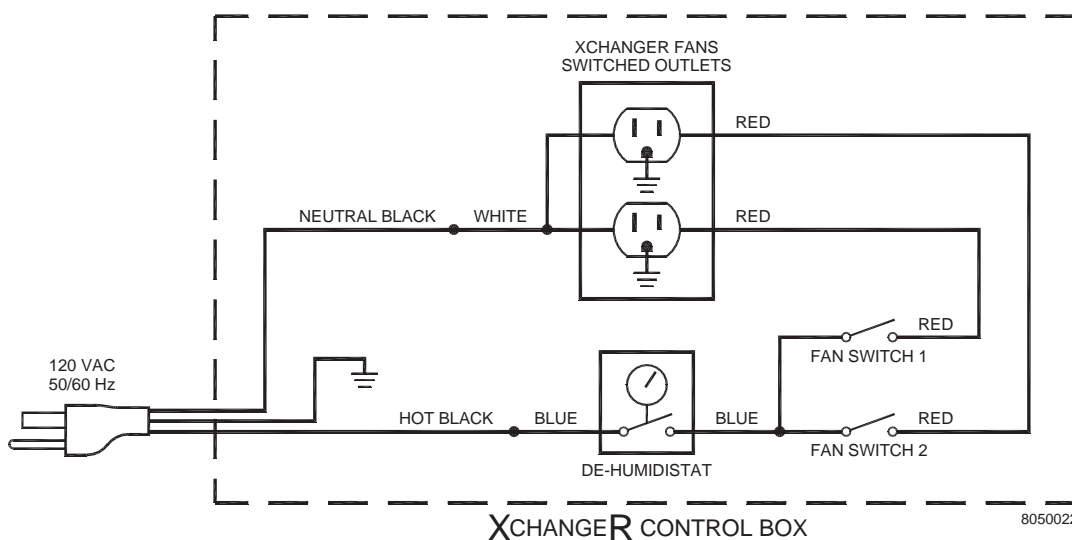 XCHANGER FANS
SWITCHED OUTLETS
RED
NEUTRAL BLACK
WHITE
RED
RED
FAN SWITCH 1
120 VAC
50/60 Hz
HOT BLACK
BLUE
BLUE
RED
FAN SWITCH 2
DE-HUMIDISTAT
XCHANGER CONTROL BOX
8050022